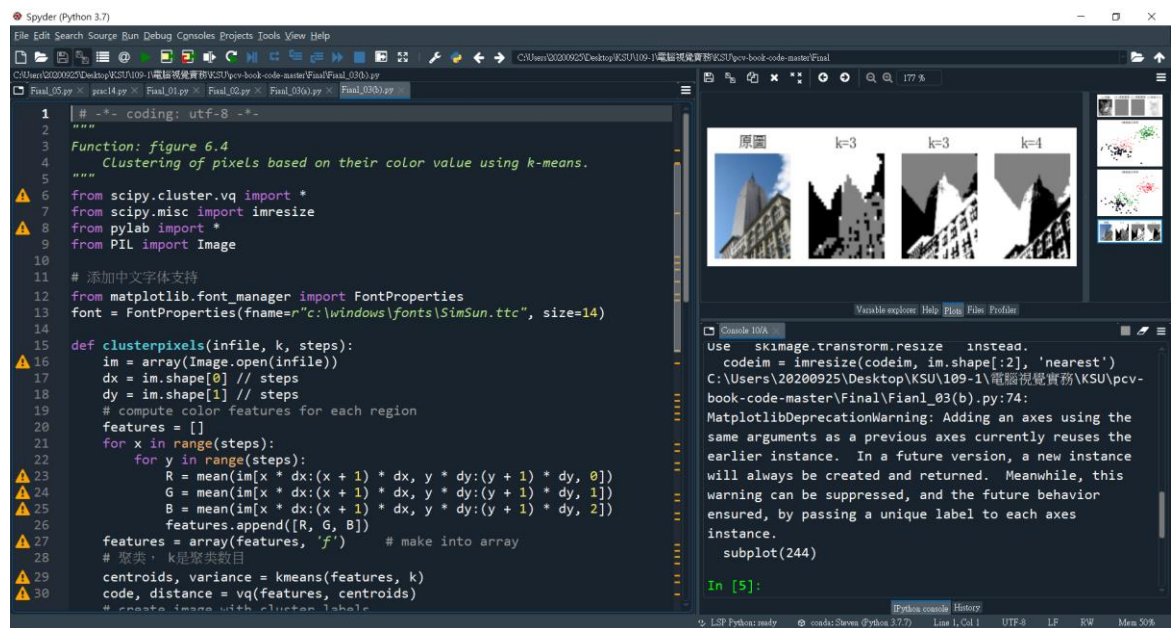 Spyder (Python 3.7)
File Edit Search Source Run Debug Consoles Projects Tools View Help
C:\Users\20200925\Desktop\KSU\109-1\電腦視覺實務\KSU\pcv-book-code-master\Final
C:\Users\20200925\Desktop\KSU\109-1\電腦視覺實務\KSU\pcv-book-code-master\Final\Fianl_03(b).py
Fianl_05.py prac14.py Fianl_01.py Fianl_02.py Fianl_03(a).py Fianl_03(b).py
1 # -*- coding: utf-8 -*-
2 """
3 Function: figure 6.4
4 Clustering of pixels based on their color value using k-means.
5 """
6 from scipy.cluster.vq import *
7 from scipy.misc import imresize
8 from pylab import *
9 from PIL import Image
10
11 # 添加中文字体支持
12 from matplotlib.font_manager import FontProperties
13 font = FontProperties(fname=r"c:\windows\fonts\SimSun.ttc", size=14)
14
15 def clusterpixels(infile, k, steps):
16 im = array(Image.open(infile))
17 dx = im.shape[0] // steps
18 dy = im.shape[1] // steps
19 # compute color features for each region
20 features = []
21 for x in range(steps):
22 for y in range(steps):
23 R = mean(im[x * dx:(x + 1) * dx, y * dy:(y + 1) * dy, 0])
24 G = mean(im[x * dx:(x + 1) * dx, y * dy:(y + 1) * dy, 1])
25 B = mean(im[x * dx:(x + 1) * dx, y * dy:(y + 1) * dy, 2])
26 features.append([R, G, B])
27 features = array(features, 'f') # make into array
28 # 聚类， k是聚类数目
29 centroids, variance = kmeans(features, k)
30 code, distance = vq(features, centroids)
# create image with cluster labels
177 %
原圖 k=3 k=3 k=4
Variable explorer Help Plots Files Profiler
Console 10/A
Use skimage.transform.resize instead.
codeim = imresize(codeim, im.shape[:2], 'nearest')
C:\Users\20200925\Desktop\KSU\109-1\電腦視覺實務\KSU\pcv-
book-code-master\Final\Fianl_03(b).py:74:
MatplotlibDeprecationWarning: Adding an axes using the
same arguments as a previous axes currently reuses the
earlier instance. In a future version, a new instance
will always be created and returned. Meanwhile, this
warning can be suppressed, and the future behavior
ensured, by passing a unique label to each axes
instance.
subplot(244)
In [5]:
IPython console History
LSP Python: ready conda: Steven (Python 3.7.7) Line 1, Col 1 UTF-8 LF RW Mem 50%